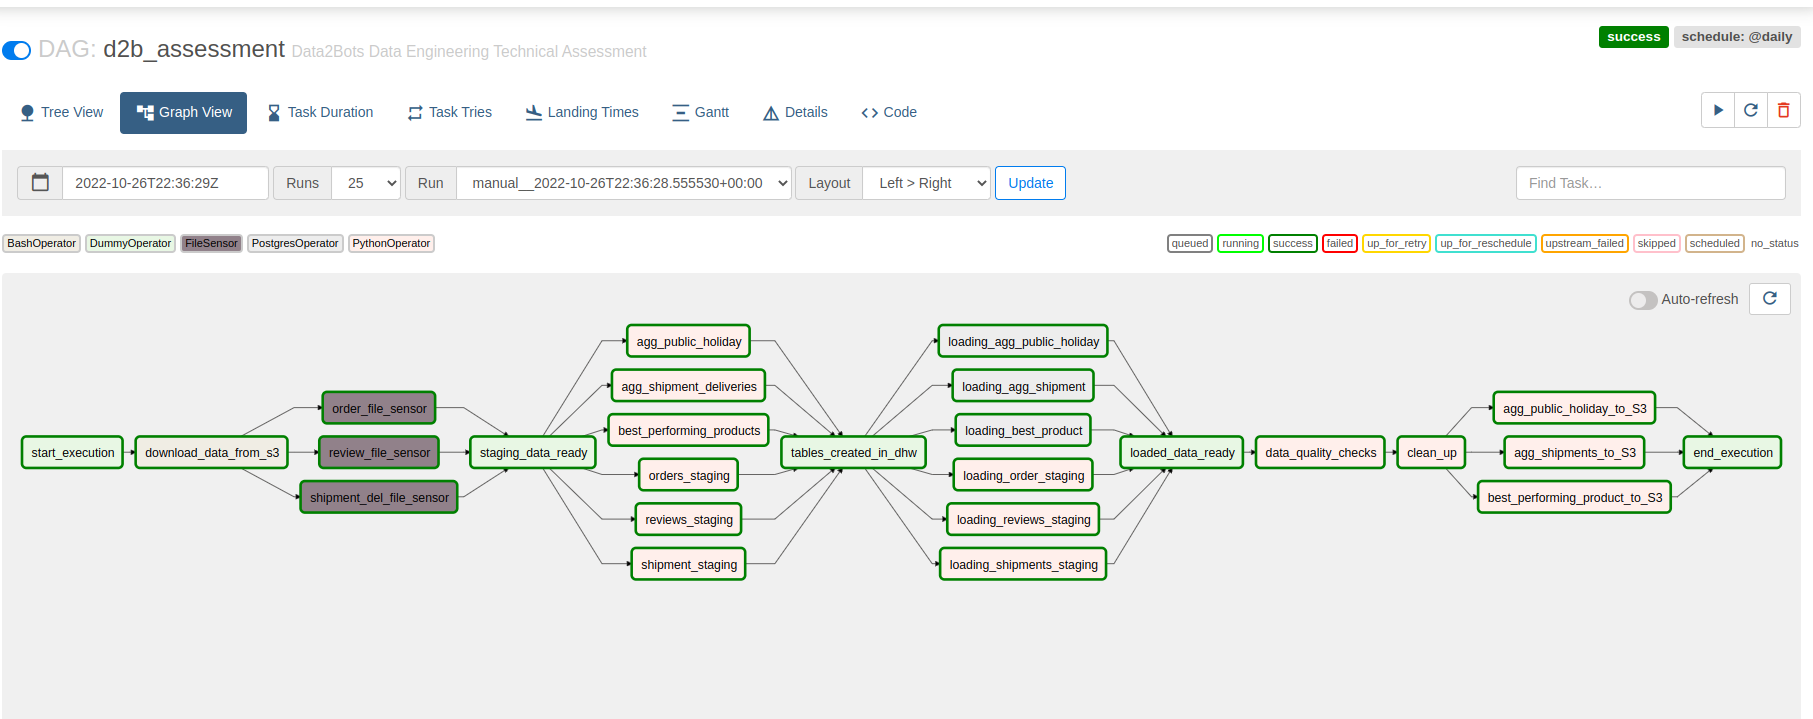 DAG: d2b_assessment Data2Bots Data Engineering Technical Assessment
success schedule: @daily
Tree View Graph View Task Duration Task Tries Landing Times Gantt Details Code
2022-10-26T22:36:29Z Runs 25 Run manual__2022-10-26T22:36:28.555530+00:00 Layout Left > Right Update Find Task…
BashOperator DummyOperator FileSensor PostgresOperator PythonOperator
queued running success failed up_for_retry up_for_reschedule upstream_failed skipped scheduled no_status
Auto-refresh
start_execution
download_data_from_s3
order_file_sensor
review_file_sensor
shipment_del_file_sensor
staging_data_ready
agg_public_holiday
agg_shipment_deliveries
best_performing_products
orders_staging
reviews_staging
shipment_staging
tables_created_in_dhw
loading_agg_public_holiday
loading_agg_shipment
loading_best_product
loading_order_staging
loading_reviews_staging
loading_shipments_staging
loaded_data_ready
data_quality_checks
clean_up
agg_public_holiday_to_S3
agg_shipments_to_S3
best_performing_product_to_S3
end_execution